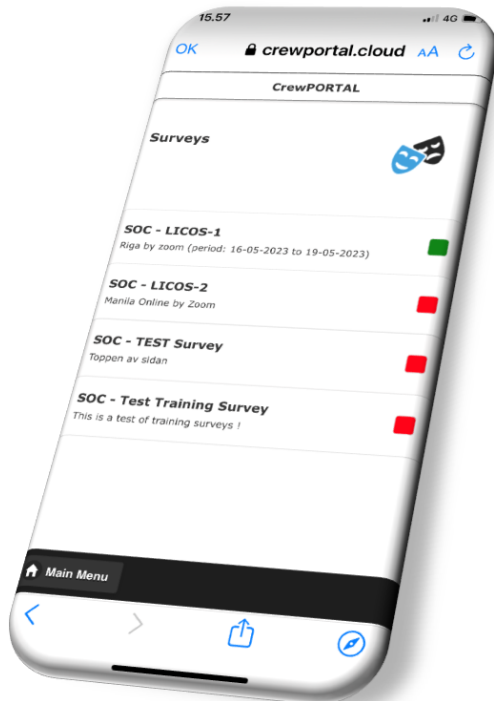 15.57
4G
OK
crewportal.cloud
AA
CrewPORTAL
Surveys
SOC - LICOS-1
Riga by zoom (period: 16-05-2023 to 19-05-2023)
SOC - LICOS-2
Manila Online by Zoom
SOC - TEST Survey
Toppen av sidan
SOC - Test Training Survey
This is a test of training surveys !
Main Menu